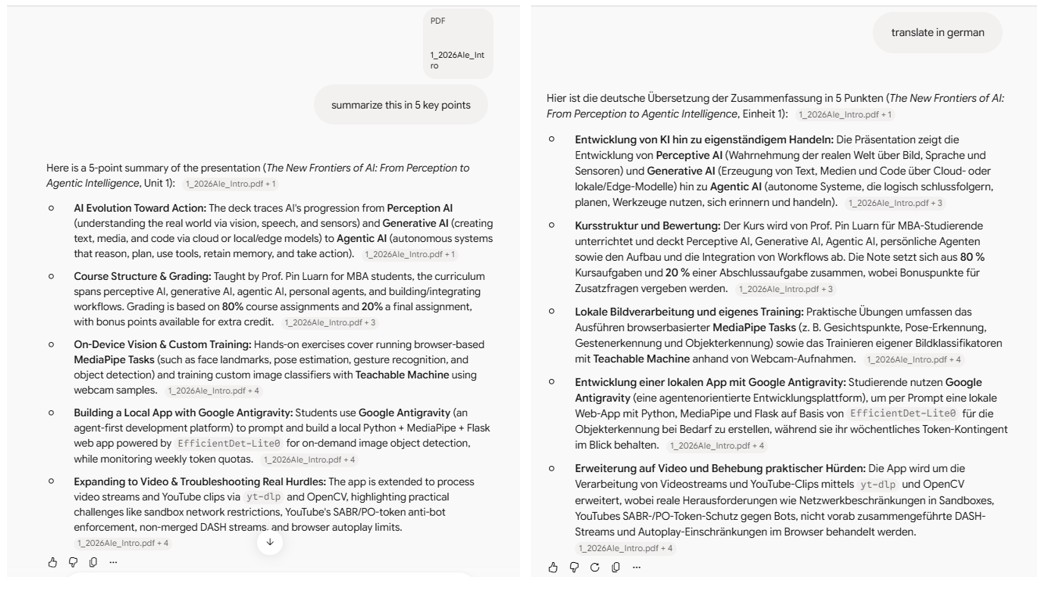 PDF
1_2026AIe_Int
ro
summarize this in 5 key points
Here is a 5-point summary of the presentation (The New Frontiers of AI: From Perception to
Agentic Intelligence, Unit 1): 1_2026AIe_Intro.pdf + 1
AI Evolution Toward Action: The deck traces AI's progression from Perception AI
(understanding the real world via vision, speech, and sensors) and Generative AI (creating
text, media, and code via cloud or local/edge models) to Agentic AI (autonomous systems
that reason, plan, use tools, retain memory, and take action). 1_2026AIe_Intro.pdf + 1
Course Structure & Grading: Taught by Prof. Pin Luarn for MBA students, the curriculum
spans perceptive AI, generative AI, agentic AI, personal agents, and building/integrating
workflows. Grading is based on 80% course assignments and 20% a final assignment,
with bonus points available for extra credit. 1_2026AIe_Intro.pdf + 3
On-Device Vision & Custom Training: Hands-on exercises cover running browser-based
MediaPipe Tasks (such as face landmarks, pose estimation, gesture recognition, and
object detection) and training custom image classifiers with Teachable Machine using
webcam samples. 1_2026AIe_Intro.pdf + 4
Building a Local App with Google Antigravity: Students use Google Antigravity (an
agent-first development platform) to prompt and build a local Python + MediaPipe + Flask
web app powered by EfficientDet-Lite0 for on-demand image object detection,
while monitoring weekly token quotas. 1_2026AIe_Intro.pdf + 4
Expanding to Video & Troubleshooting Real Hurdles: The app is extended to process
video streams and YouTube clips via yt-dlp and OpenCV, highlighting practical
challenges like sandbox network restrictions, YouTube's SABR/PO-token anti-bot
enforcement, non-merged DASH streams, and browser autoplay limits.
1_2026AIe_Intro.pdf + 4
translate in german
Hier ist die deutsche Übersetzung der Zusammenfassung in 5 Punkten (The New Frontiers of AI:
From Perception to Agentic Intelligence, Einheit 1): 1_2026AIe_Intro.pdf + 1
Entwicklung von KI hin zu eigenständigem Handeln: Die Präsentation zeigt die
Entwicklung von Perceptive AI (Wahrnehmung der realen Welt über Bild, Sprache und
Sensoren) und Generative AI (Erzeugung von Text, Medien und Code über Cloud- oder
lokale/Edge-Modelle) hin zu Agentic AI (autonome Systeme, die logisch schlussfolgern,
planen, Werkzeuge nutzen, sich erinnern und handeln). 1_2026AIe_Intro.pdf + 3
Kursstruktur und Bewertung: Der Kurs wird von Prof. Pin Luarn für MBA-Studierende
unterrichtet und deckt Perceptive AI, Generative AI, Agentic AI, persönliche Agenten
sowie den Aufbau und die Integration von Workflows ab. Die Note setzt sich aus 80 %
Kursaufgaben und 20 % einer Abschlussaufgabe zusammen, wobei Bonuspunkte für
Zusatzfragen vergeben werden. 1_2026AIe_Intro.pdf + 3
Lokale Bildverarbeitung und eigenes Training: Praktische Übungen umfassen das
Ausführen browserbasierter MediaPipe Tasks (z. B. Gesichtspunkte, Pose-Erkennung,
Gestenerkennung und Objekterkennung) sowie das Trainieren eigener Bildklassifikatoren
mit Teachable Machine anhand von Webcam-Aufnahmen. 1_2026AIe_Intro.pdf + 4
Entwicklung einer lokalen App mit Google Antigravity: Studierende nutzen Google
Antigravity (eine agentenorientierte Entwicklungsplattform), um per Prompt eine lokale
Web-App mit Python, MediaPipe und Flask auf Basis von EfficientDet-Lite0 für die
Objekterkennung bei Bedarf zu erstellen, während sie ihr wöchentliches Token-Kontingent
im Blick behalten. 1_2026AIe_Intro.pdf + 4
Erweiterung auf Video und Behebung praktischer Hürden: Die App wird um die
Verarbeitung von Videostreams und YouTube-Clips mittels yt-dlp und OpenCV
erweitert, wobei reale Herausforderungen wie Netzwerkbeschränkungen in Sandboxes,
YouTubes SABR-/PO-Token-Schutz gegen Bots, nicht vorab zusammengeführte DASH-
Streams und Autoplay-Einschränkungen im Browser behandelt werden.
1_2026AIe_Intro.pdf + 4